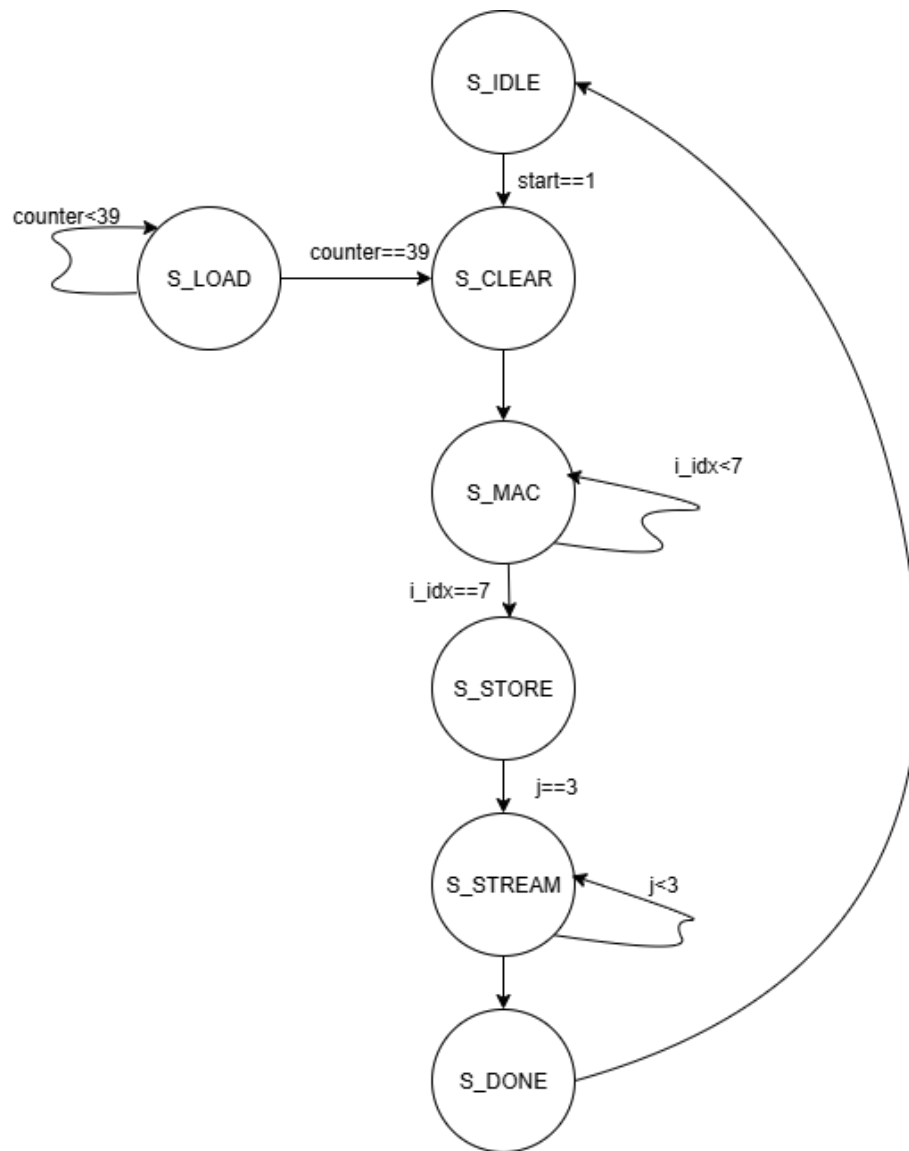 S_IDLE
start==1
counter<39
S_LOAD
counter==39
S_CLEAR
S_MAC
i_idx<7
i_idx==7
S_STORE
j==3
S_STREAM
j<3
S_DONE